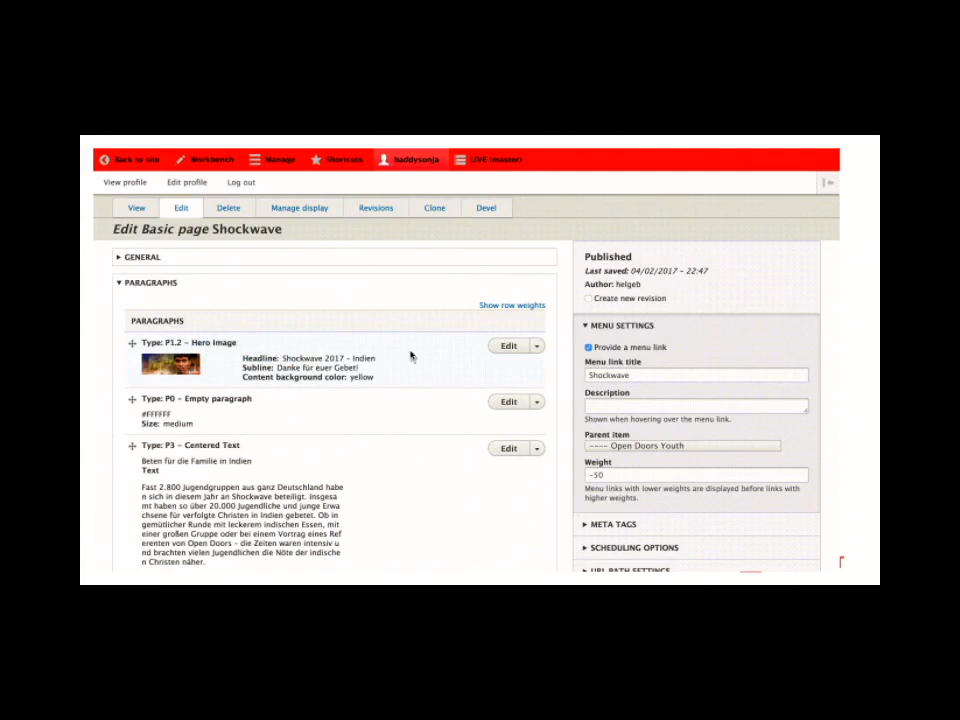 Back to site Workbench Manage Shortcuts haddysonja LIVE (master)
View profile Edit profile Log out
View Edit Delete Manage display Revisions Clone Devel
Edit Basic page Shockwave
GENERAL
PARAGRAPHS
Show row weights
PARAGRAPHS
Type: P1.2 - Hero Image
Edit
Headline: Shockwave 2017 - Indien
Subline: Danke für euer Gebet!
Content background color: yellow
Type: P0 - Empty paragraph
Edit
#FFFFFF
Size: medium
Type: P3 - Centered Text
Edit
Beten für die Familie in Indien
Text
Fast 2.800 Jugendgruppen aus ganz Deutschland habe
n sich in diesem Jahr an Shockwave beteiligt. Insgesa
mt haben so über 20.000 Jugendliche und junge Erwa
chsene für verfolgte Christen in Indien gebetet. Ob in
gemütlicher Runde mit leckerem indischen Essen, mit
einer großen Gruppe oder bei einem Vortrag eines Ref
erenten von Open Doors - die Zeiten waren intensiv u
nd brachten vielen Jugendlichen die Nöte der indische
n Christen näher.
Published
Last saved: 04/02/2017 - 22:47
Author: helgeb
Create new revision
MENU SETTINGS
Provide a menu link
Menu link title
Shockwave
Description
Shown when hovering over the menu link.
Parent item
---- Open Doors Youth
Weight
-50
Menu links with lower weights are displayed before links with
higher weights.
META TAGS
SCHEDULING OPTIONS
URL PATH SETTINGS